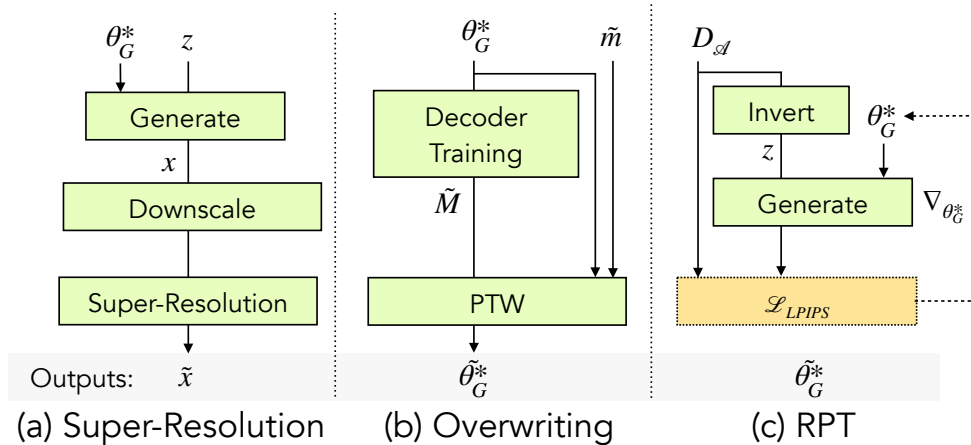 θ*_G z
Generate
x
Downscale
Super-Resolution
θ*_G m̃
Decoder
Training
M̃
PTW
D_𝒜
Invert
z
θ*_G
Generate
∇_θ*_G
ℒ_LPIPS
Outputs: x̃ θ̃*_G θ̃*_G
(a) Super-Resolution (b) Overwriting (c) RPT